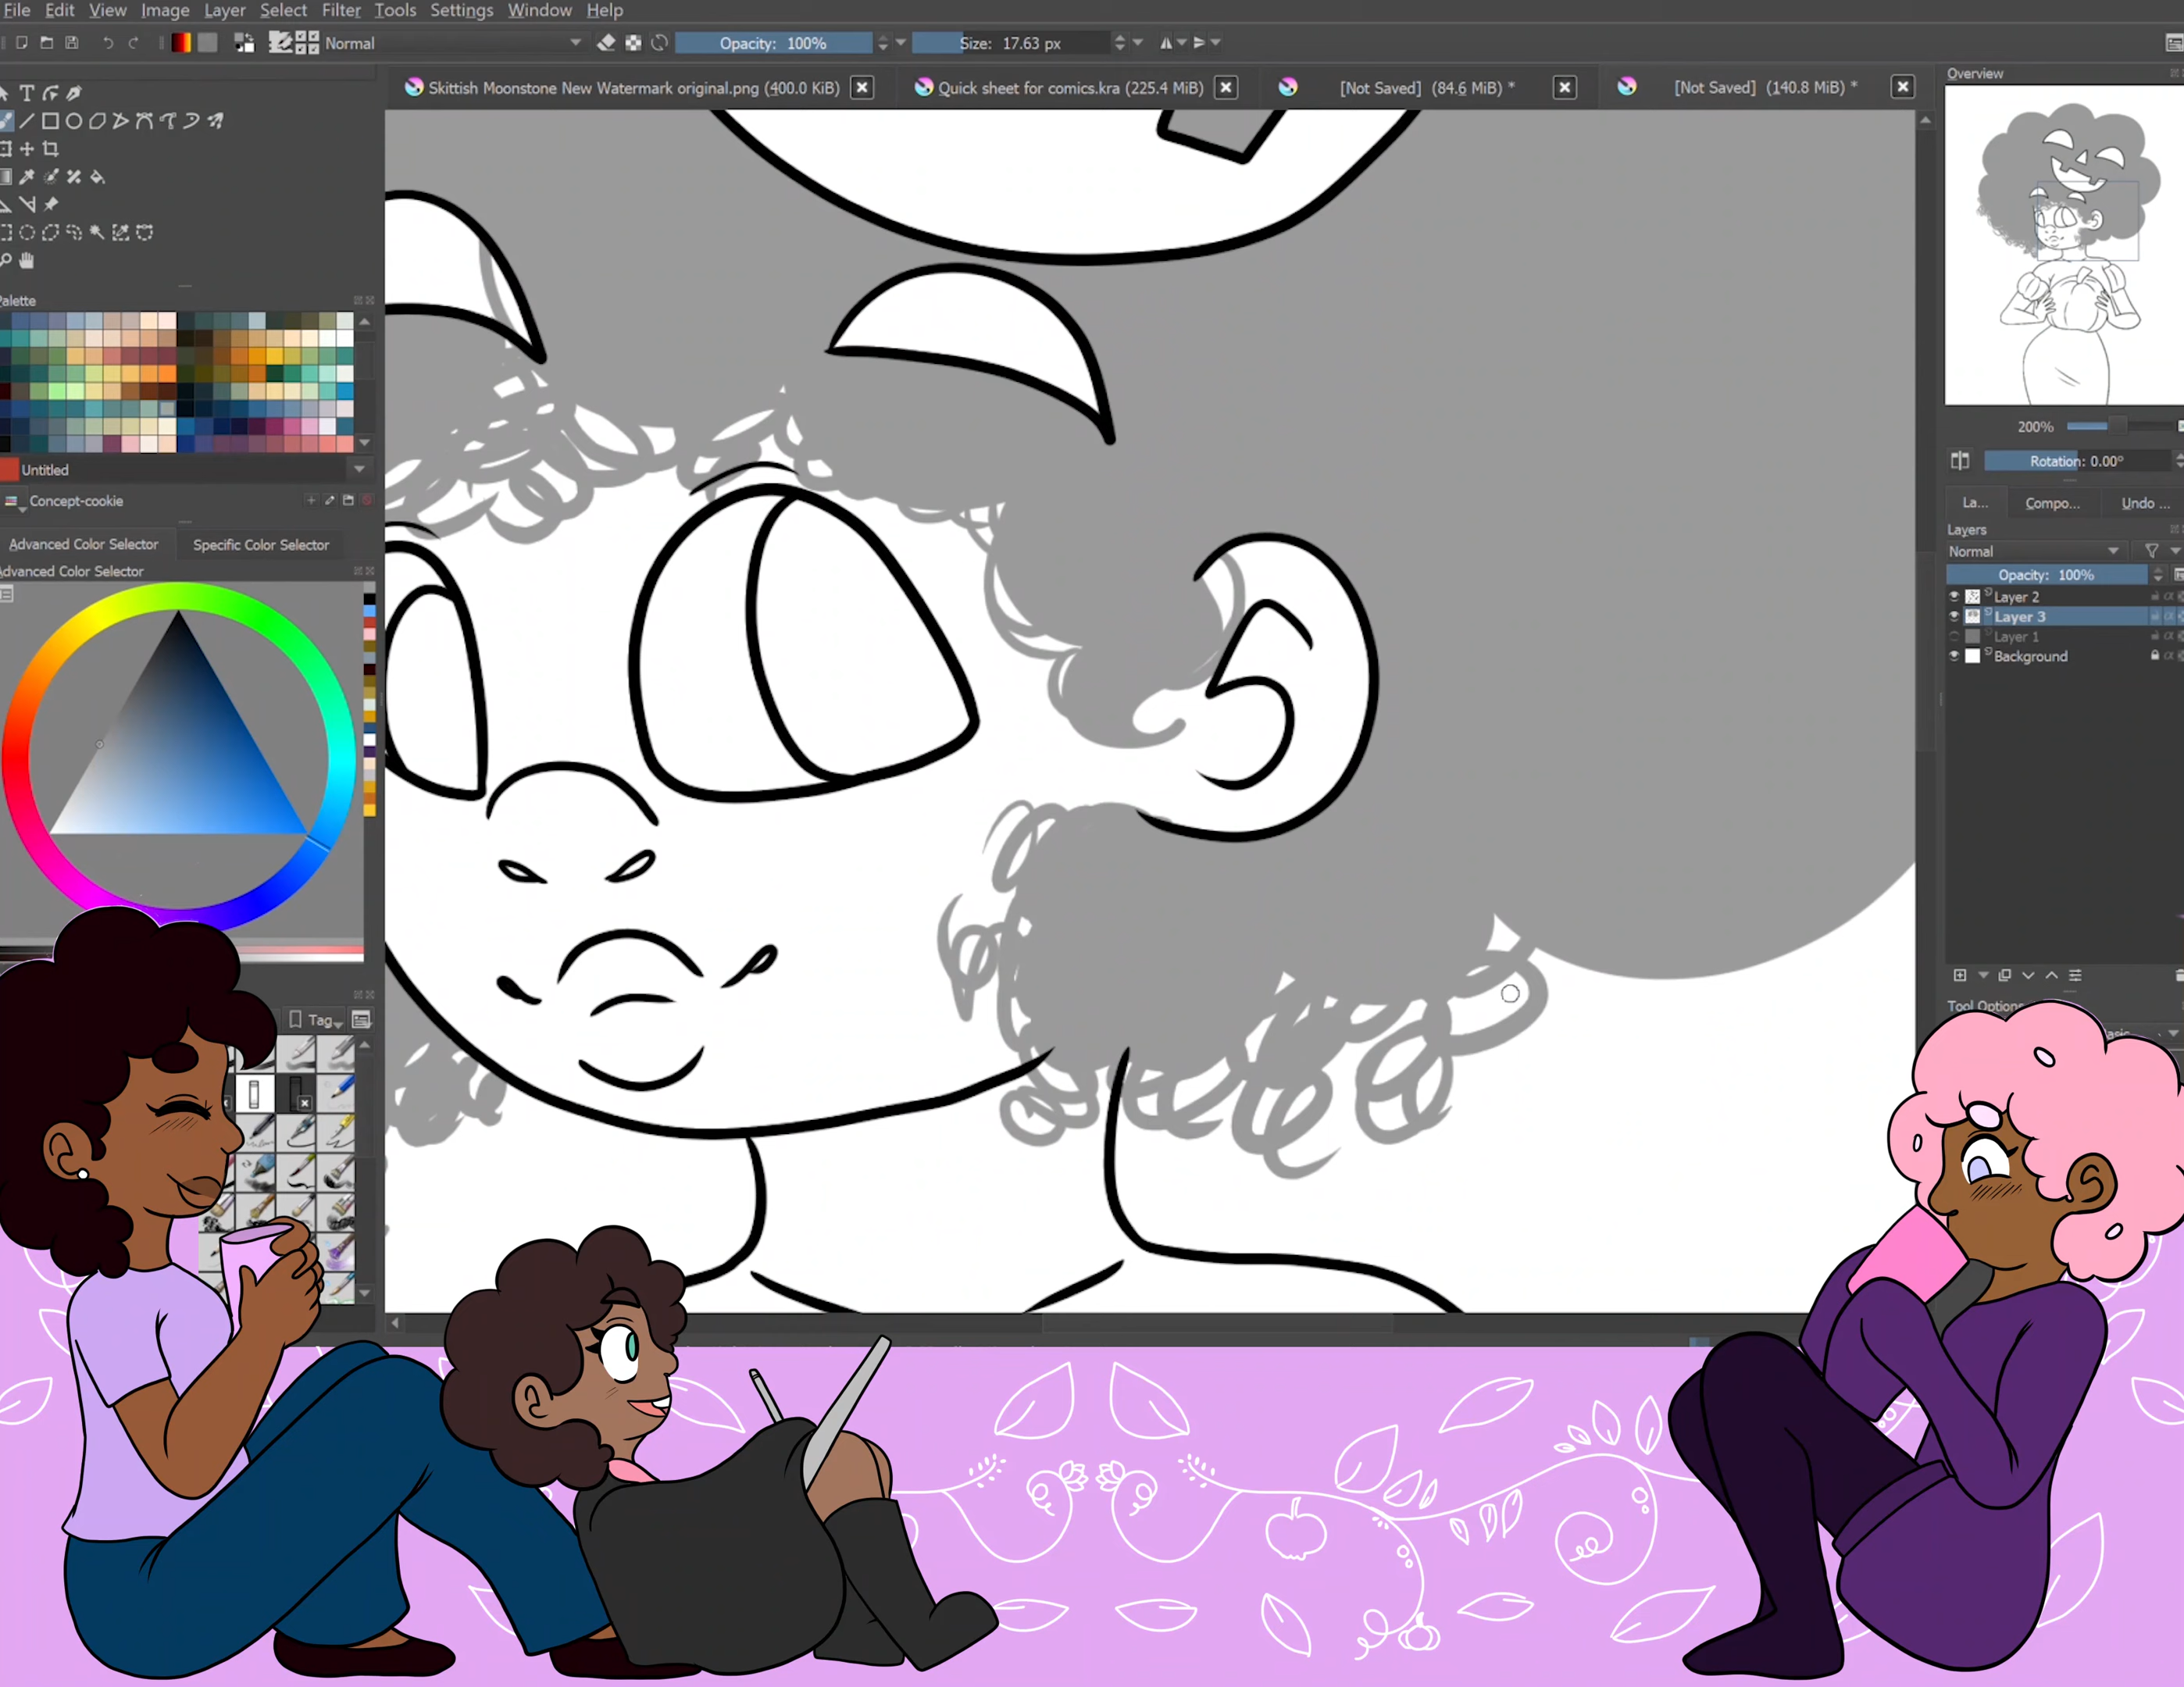 File Edit View Image Layer Select Filter Tools Settings Window Help
Normal Opacity: 100% Size: 17.63 px
Skittish Moonstone New Watermark original.png (400.0 KiB) Quick sheet for comics.kra (225.4 MiB) [Not Saved] (84.6 MiB) * [Not Saved] (140.8 MiB) *
Overview
Palette
Untitled
Concept-cookie
Advanced Color Selector Specific Color Selector
Advanced Color Selector
Tag
200%
Rotation: 0.00°
La... Compo... Undo ...
Layers
Normal
Opacity: 100%
Layer 2
Layer 3
Layer 1
Background
Tool Options